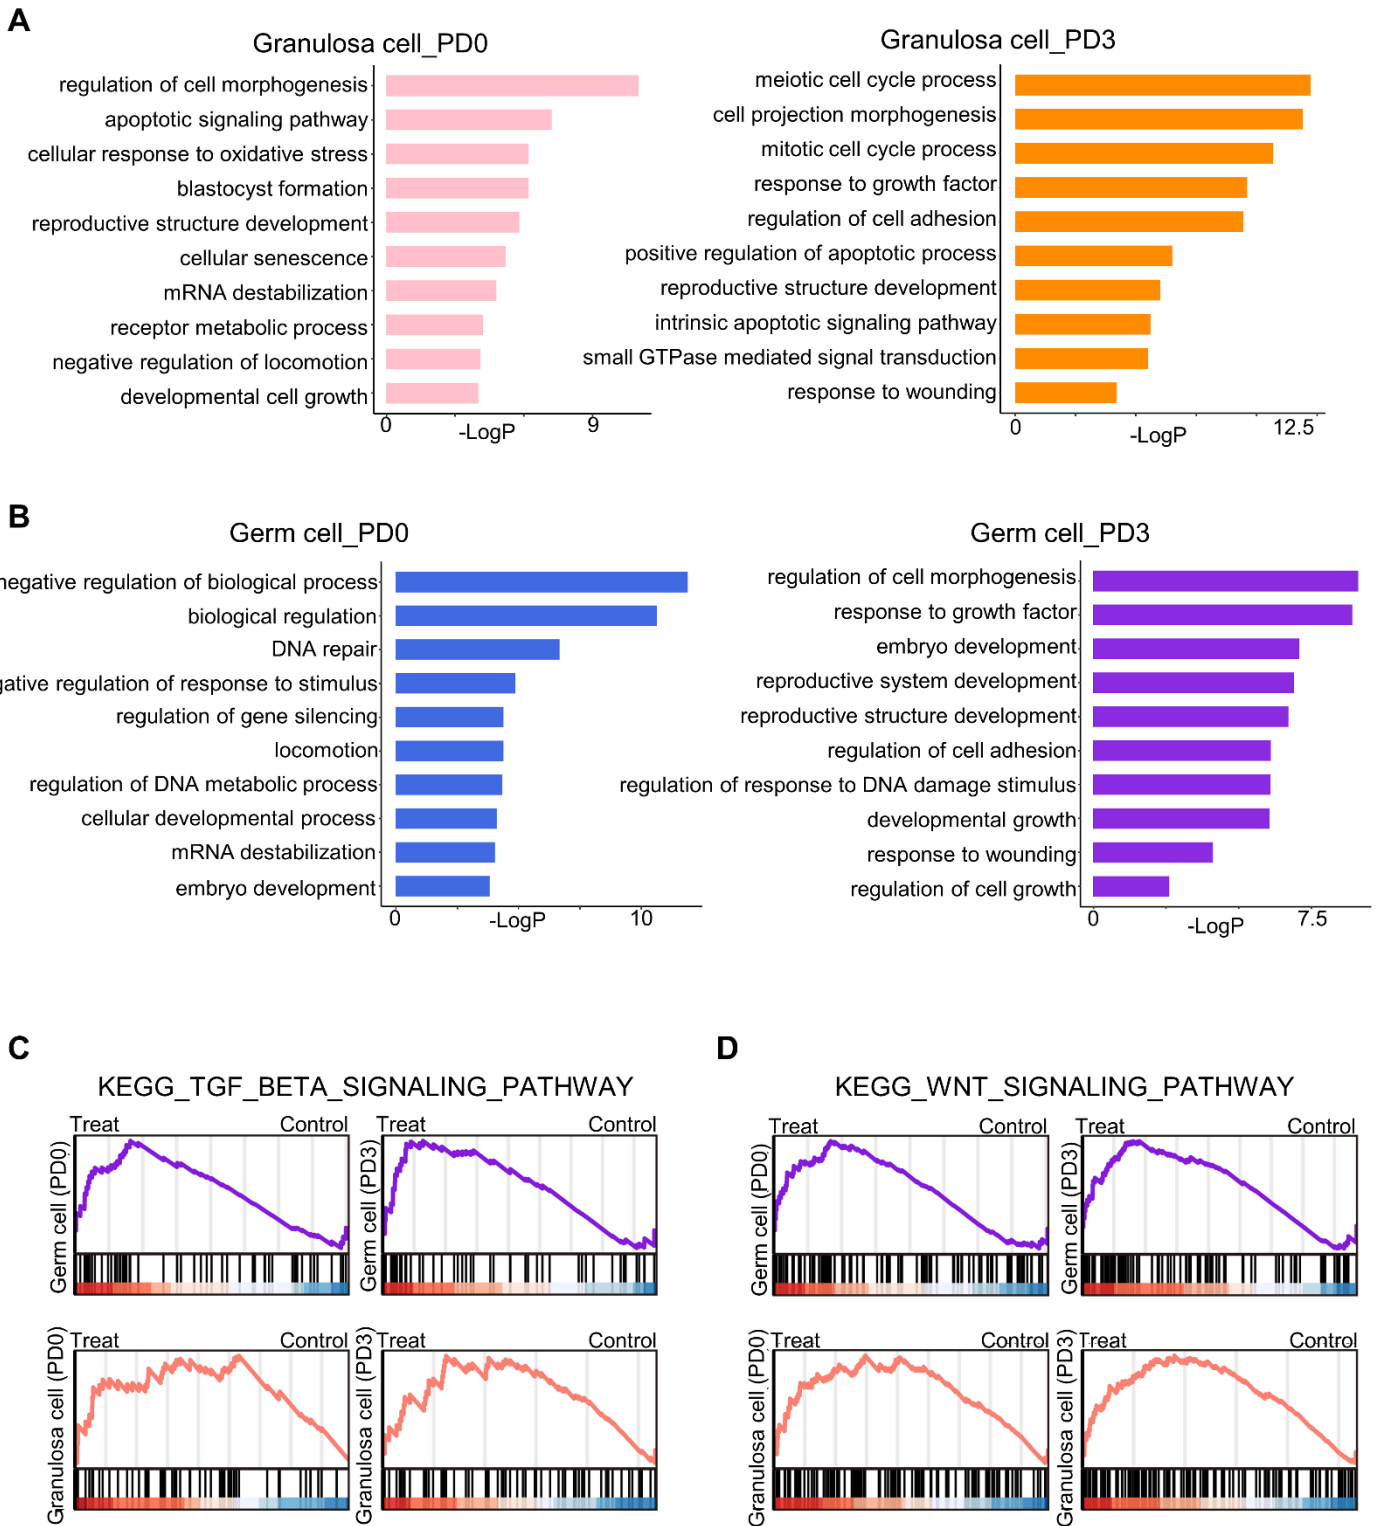 A
Granulosa cell_PD0
regulation of cell morphogenesis
apoptotic signaling pathway
cellular response to oxidative stress
blastocyst formation
reproductive structure development
cellular senescence
mRNA destabilization
receptor metabolic process
negative regulation of locomotion
developmental cell growth
0
-LogP
9
Granulosa cell_PD3
meiotic cell cycle process
cell projection morphogenesis
mitotic cell cycle process
response to growth factor
regulation of cell adhesion
positive regulation of apoptotic process
reproductive structure development
intrinsic apoptotic signaling pathway
small GTPase mediated signal transduction
response to wounding
0
-LogP
12.5
B
Germ cell_PD0
negative regulation of biological process
biological regulation
DNA repair
gative regulation of response to stimulus
regulation of gene silencing
locomotion
regulation of DNA metabolic process
cellular developmental process
mRNA destabilization
embryo development
0
-LogP
10
Germ cell_PD3
regulation of cell morphogenesis
response to growth factor
embryo development
reproductive system development
reproductive structure development
regulation of cell adhesion
regulation of response to DNA damage stimulus
developmental growth
response to wounding
regulation of cell growth
0
-LogP
7.5
C
KEGG_TGF_BETA_SIGNALING_PATHWAY
Treat Control
Germ cell (PD0)
Treat Control
Germ cell (PD3)
Treat Control
Granulosa cell (PD0)
Treat Control
Granulosa cell (PD3)
D
KEGG_WNT_SIGNALING_PATHWAY
Treat Control
Germ cell (PD0)
Treat Control
Germ cell (PD3)
Treat Control
Granulosa cell (PD0)
Treat Control
Granulosa cell (PD3)